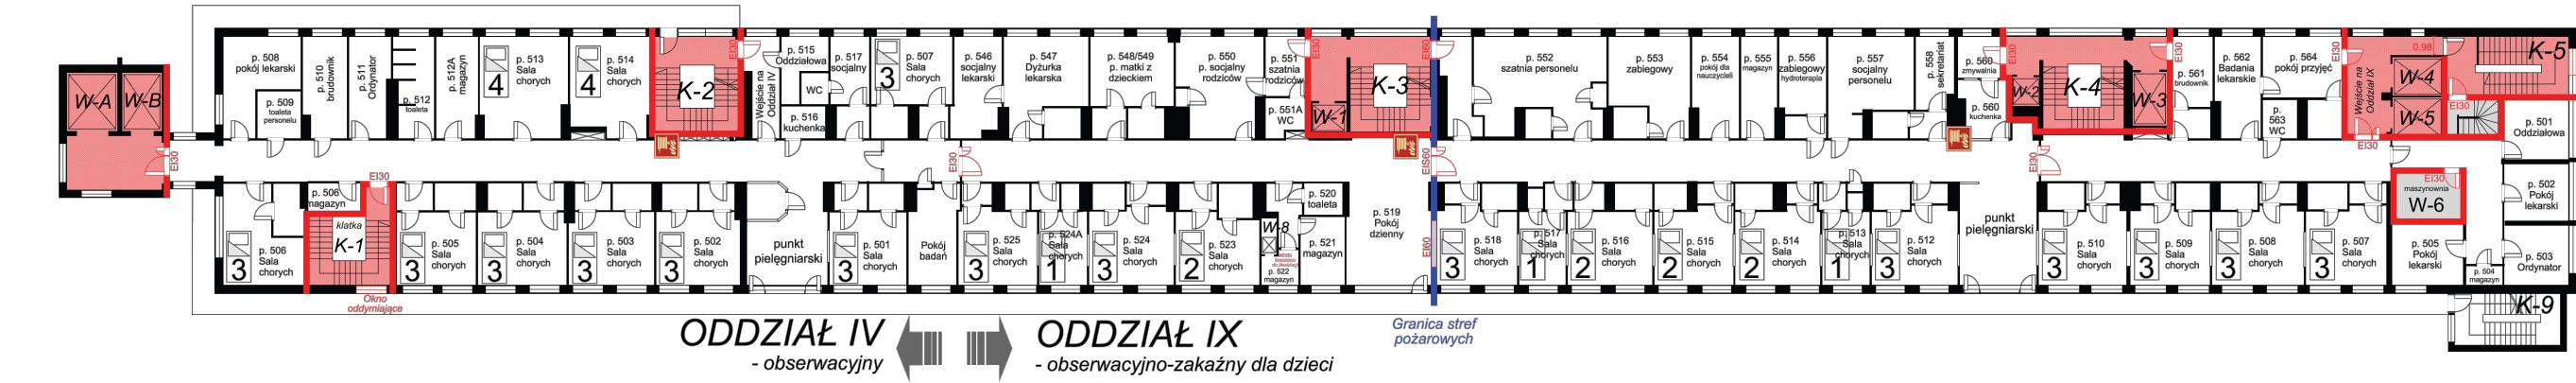 W-A
W-B
EI30
p. 508
pokój lekarski
p. 509
toaleta
personelu
p. 510
brudownik
p. 511
Ordynator
p. 512
toaleta
p. 512A
magazyn
4
p. 513
Sala
chorych
4
p. 514
Sala
chorych
K-2
EI30
Wejście na
Oddział IV
p. 515
Oddziałowa
WC
p. 516
kuchenka
p. 517
socjalny
3
p. 507
Sala
chorych
p. 546
socjalny
lekarski
p. 547
Dyżurka
lekarska
p. 548/549
p. matki z
dzieckiem
p. 550
p. socjalny
rodziców
p. 551
szatnia
rodziców
p. 551A
WC
EI30
K-3
W-1
EI60
p. 552
szatnia personelu
p. 553
zabiegowy
p. 554
pokój dla
nauczycieli
p. 555
magazyn
p. 556
zabiegowy
hydroterapia
p. 557
socjalny
personelu
p. 558
sekretariat
p. 560
zmywalnia
p. 560
kuchenka
EI30
W-2
K-4
W-3
EI30
p. 561
brudownik
p. 562
Badania
lekarskie
p. 563
WC
p. 564
pokój przyjęć
EI30
Wejście na
Oddział IX
0,98
W-4
W-5
K-5
EI30
EI30
p. 501
Oddziałowa
EI30
EIS60
EI30
3
p. 506
Sala
chorych
p. 506
magazyn
EI30
klatka
K-1
Okno
oddymiające
3
p. 505
Sala
chorych
3
p. 504
Sala
chorych
3
p. 503
Sala
chorych
3
p. 502
Sala
chorych
punkt
pielęgniarski
3
p. 501
Sala
chorych
Pokój
badań
3
p. 525
Sala
chorych
1
p. 524A
Sala
chorych
3
p. 524
Sala
chorych
2
p. 523
Sala
chorych
W-8
p. 522
magazyn
p. 520
toaleta
p. 521
magazyn
p. 519
Pokój
dzienny
EI60
3
p. 518
Sala
chorych
1
p. 517
Sala
chorych
2
p. 516
Sala
chorych
2
p. 515
Sala
chorych
2
p. 514
Sala
chorych
1
p. 513
Sala
chorych
3
p. 512
Sala
chorych
punkt
pielęgniarski
3
p. 510
Sala
chorych
3
p. 509
Sala
chorych
3
p. 508
Sala
chorych
3
p. 507
Sala
chorych
EI30
maszynownia
W-6
p. 505
Pokój
lekarski
p. 504
magazyn
p. 502
Pokój
lekarski
p. 503
Ordynator
K-9
ODDZIAŁ IV
- obserwacyjny
ODDZIAŁ IX
- obserwacyjno-zakaźny dla dzieci
Granica stref
pożarowych